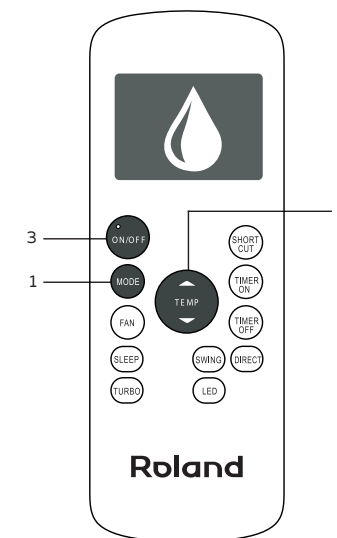 3
ON/OFF
SHORT
CUT
1
MODE
TEMP
TIMER
ON
FAN
TIMER
OFF
SLEEP
SWING
DIRECT
TURBO
LED
Roland